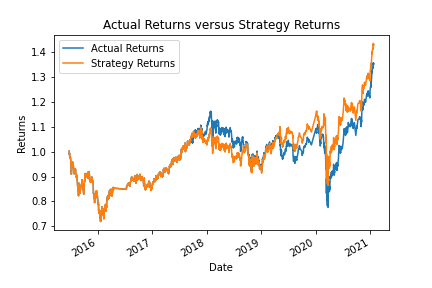 Actual Returns versus Strategy Returns
Actual Returns
Strategy Returns
Returns
1.4
1.3
1.2
1.1
1.0
0.9
0.8
0.7
2016
2017
2018
2019
2020
2021
Date